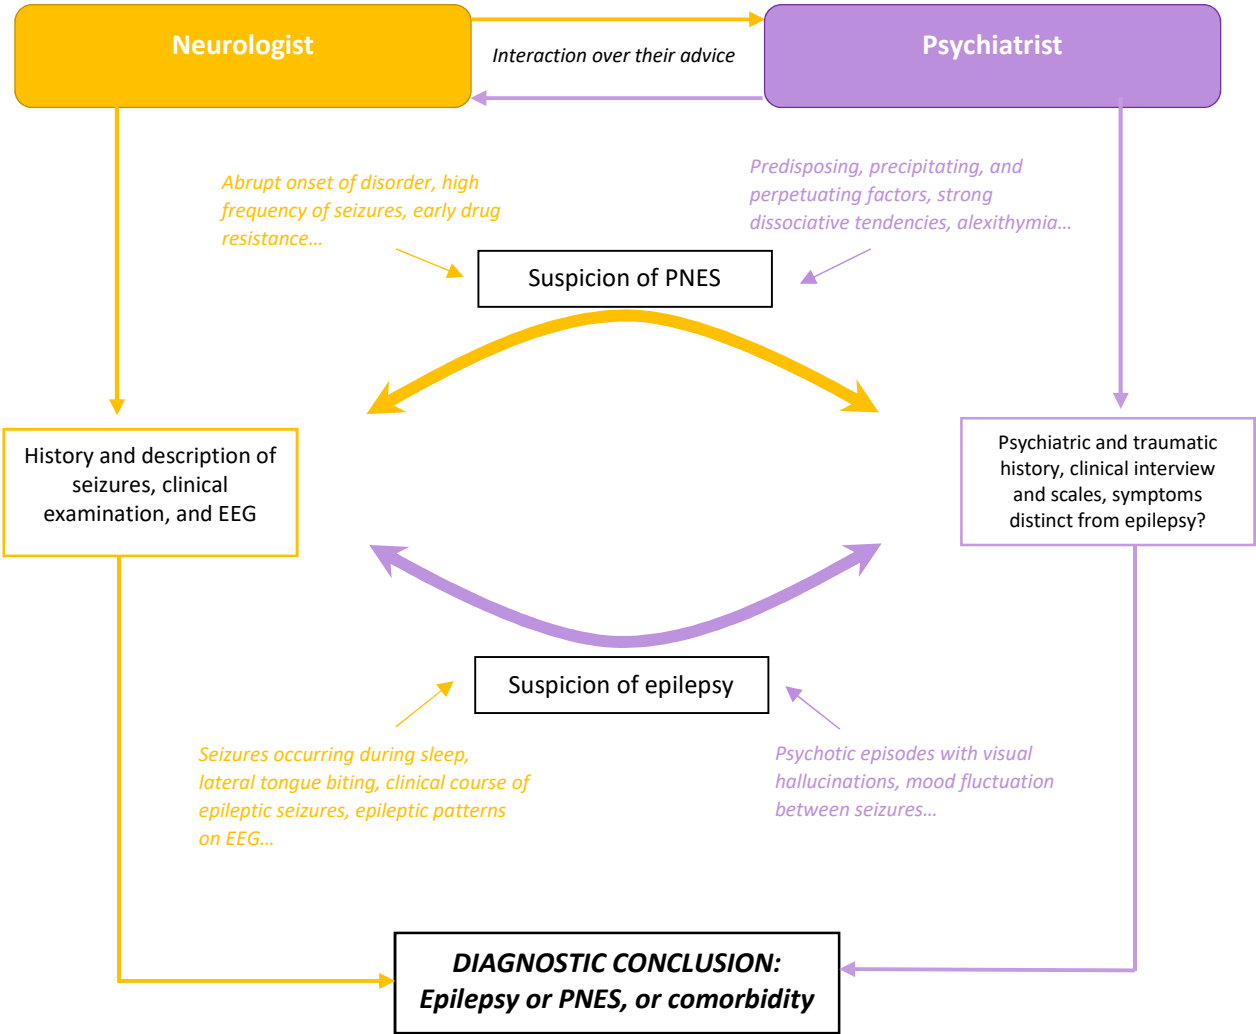 Neurologist
Interaction over their advice
Psychiatrist
Abrupt onset of disorder, high
frequency of seizures, early drug
resistance…
Predisposing, precipitating, and
perpetuating factors, strong
dissociative tendencies, alexithymia…
Suspicion of PNES
History and description of
seizures, clinical
examination, and EEG
Psychiatric and traumatic
history, clinical interview
and scales, symptoms
distinct from epilepsy?
Suspicion of epilepsy
Seizures occurring during sleep,
lateral tongue biting, clinical course of
epileptic seizures, epileptic patterns
on EEG…
Psychotic episodes with visual
hallucinations, mood fluctuation
between seizures…
DIAGNOSTIC CONCLUSION:
Epilepsy or PNES, or comorbidity